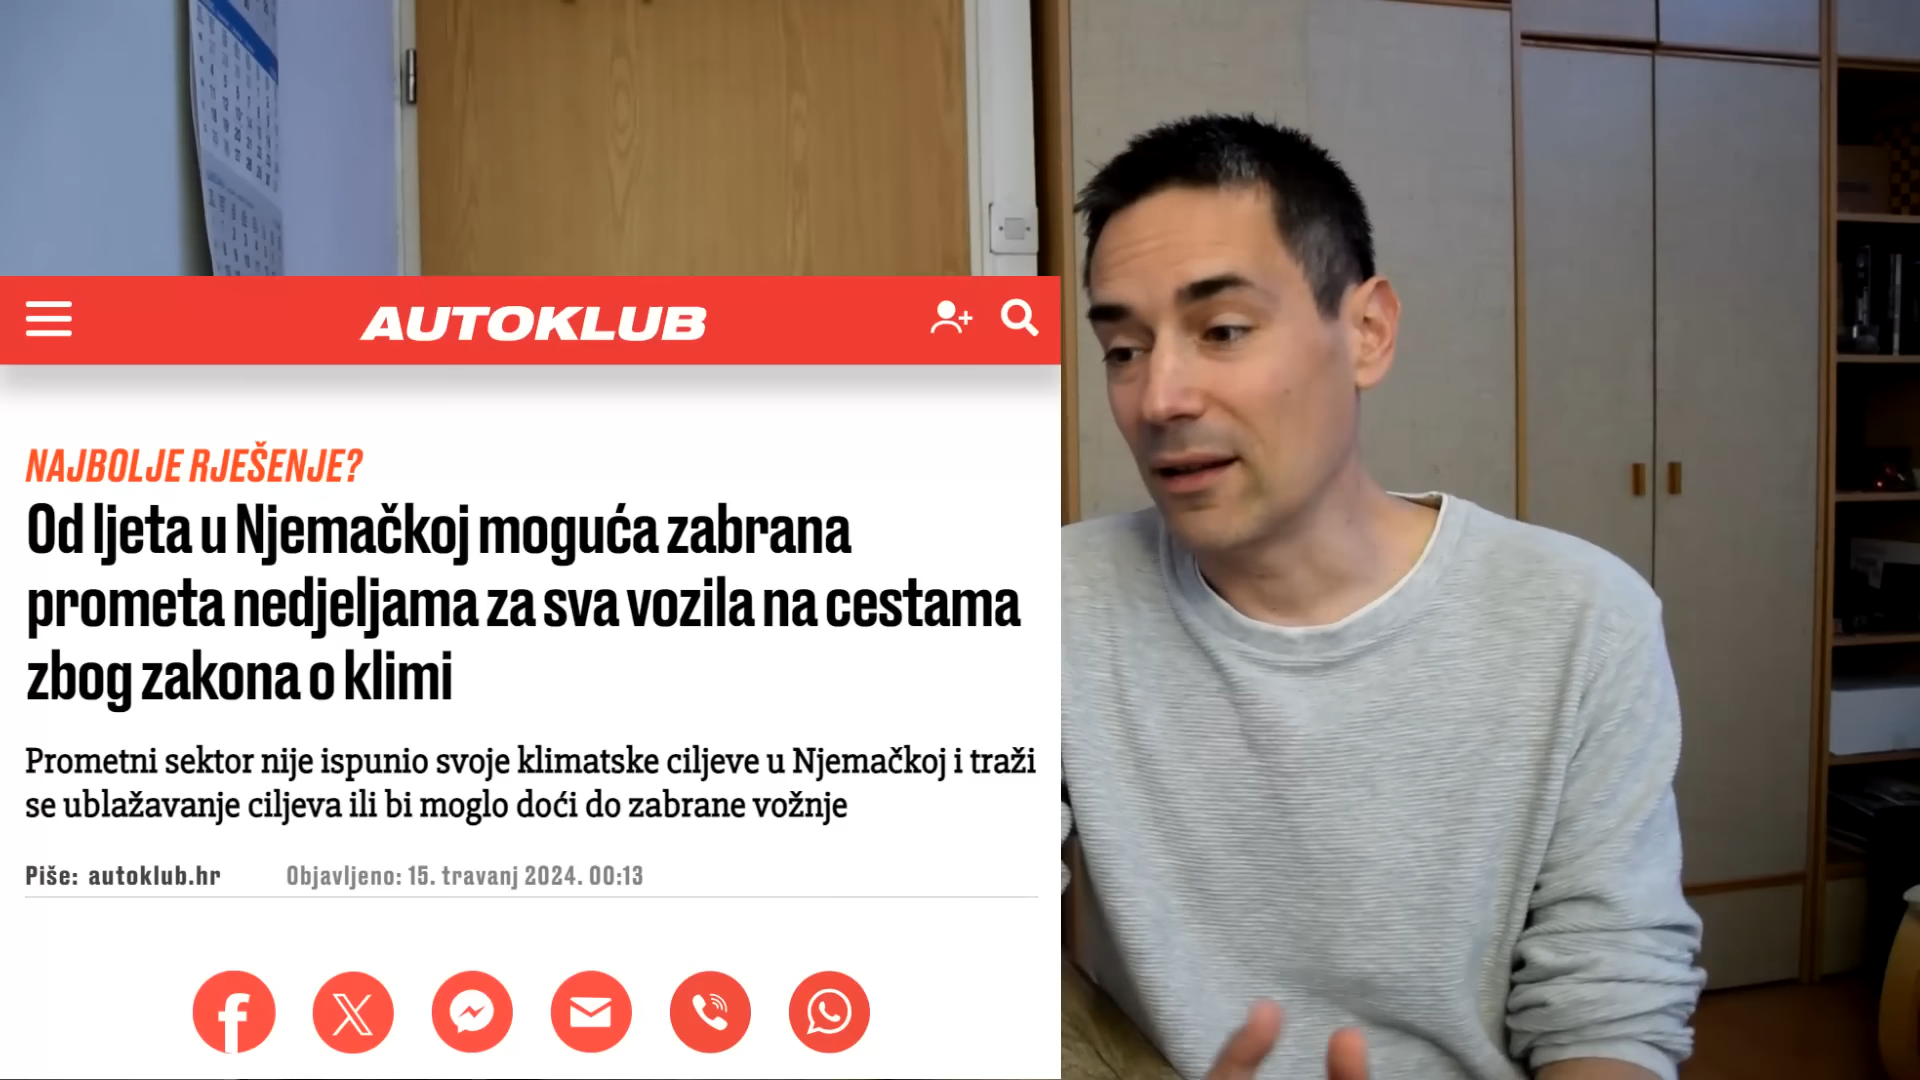 AUTOKLUB
NAJBOLJE RJEŠENJE?
Od ljeta u Njemačkoj moguća zabrana
prometa nedjeljama za sva vozila na cestama
zbog zakona o klimi
Prometni sektor nije ispunio svoje klimatske ciljeve u Njemačkoj i traži
se ublažavanje ciljeva ili bi moglo doći do zabrane vožnje
Piše: autoklub.hr Objavljeno: 15. travanj 2024. 00:13